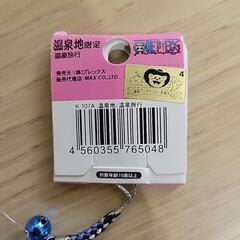 温泉地限定
温泉旅行
ONE PIECE
発売元:(株)プレックス
販売代理店:MAX CO.,LTD
4
K-107A 温泉地/温泉旅行
4 560355 765048
対象年齢15歳以上